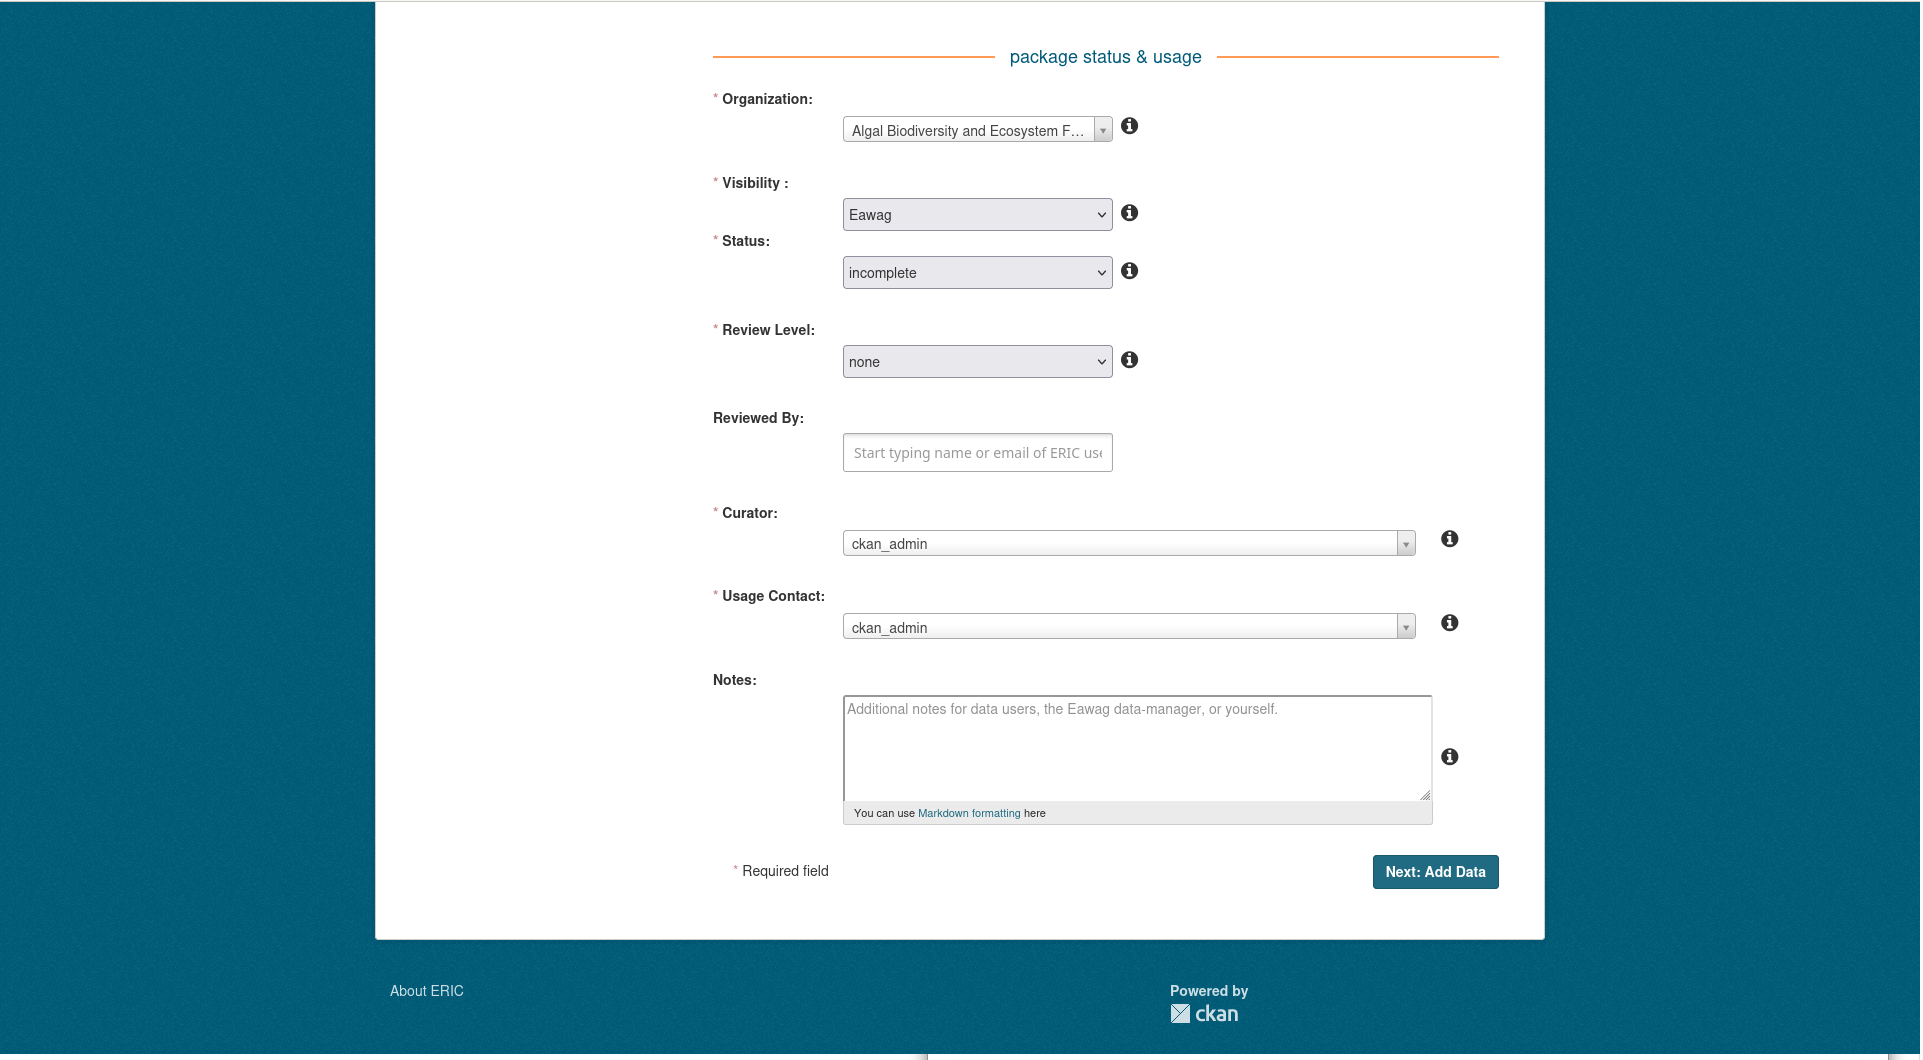 package status & usage
* Organization:
Algal Biodiversity and Ecosystem F...
* Visibility :
Eawag
* Status:
incomplete
* Review Level:
none
Reviewed By:
Start typing name or email of ERIC use
* Curator:
ckan_admin
* Usage Contact:
ckan_admin
Notes:
Additional notes for data users, the Eawag data-manager, or yourself.
You can use Markdown formatting here
* Required field
Next: Add Data
About ERIC
Powered by
ckan